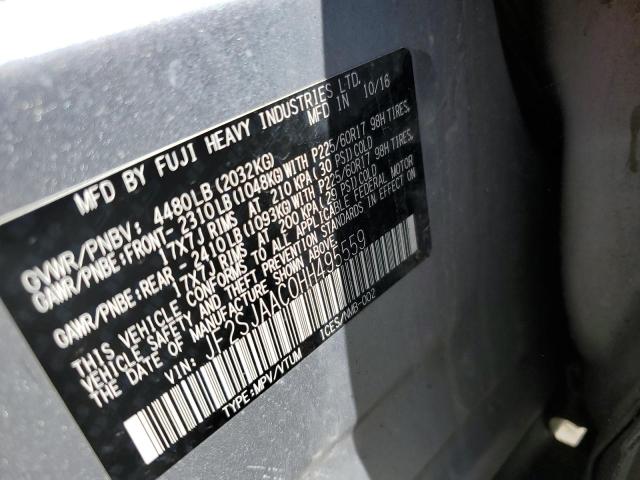 MFD BY FUJI HEAVY INDUSTRIES LTD.
MFD IN 10/16
GVWR/PNBV: 4480LB(2032KG)
GAWR/PNBE:FRONT- 2310LB(1048KG)WITH P225/60R17 98H TIRES,
17X7J RIMS AT 210 KPA(30 PSI)COLD
GAWR/PNBE:REAR- 2410LB(1093KG)WITH P225/60R17 98H TIRES,
17X7J RIMS AT 200 KPA(29 PSI)COLD
THIS VEHICLE CONFORMS TO ALL APPLICABLE FEDERAL MOTOR
VEHICLE SAFETY AND BUMPER STANDARDS IN EFFECT ON THE
DATE OF MANUFACTURE SHOWN ABOVE.
VIN: JF2SJAAC0HH495559
TYPE:MPV/VTUM ICES/NMB-002